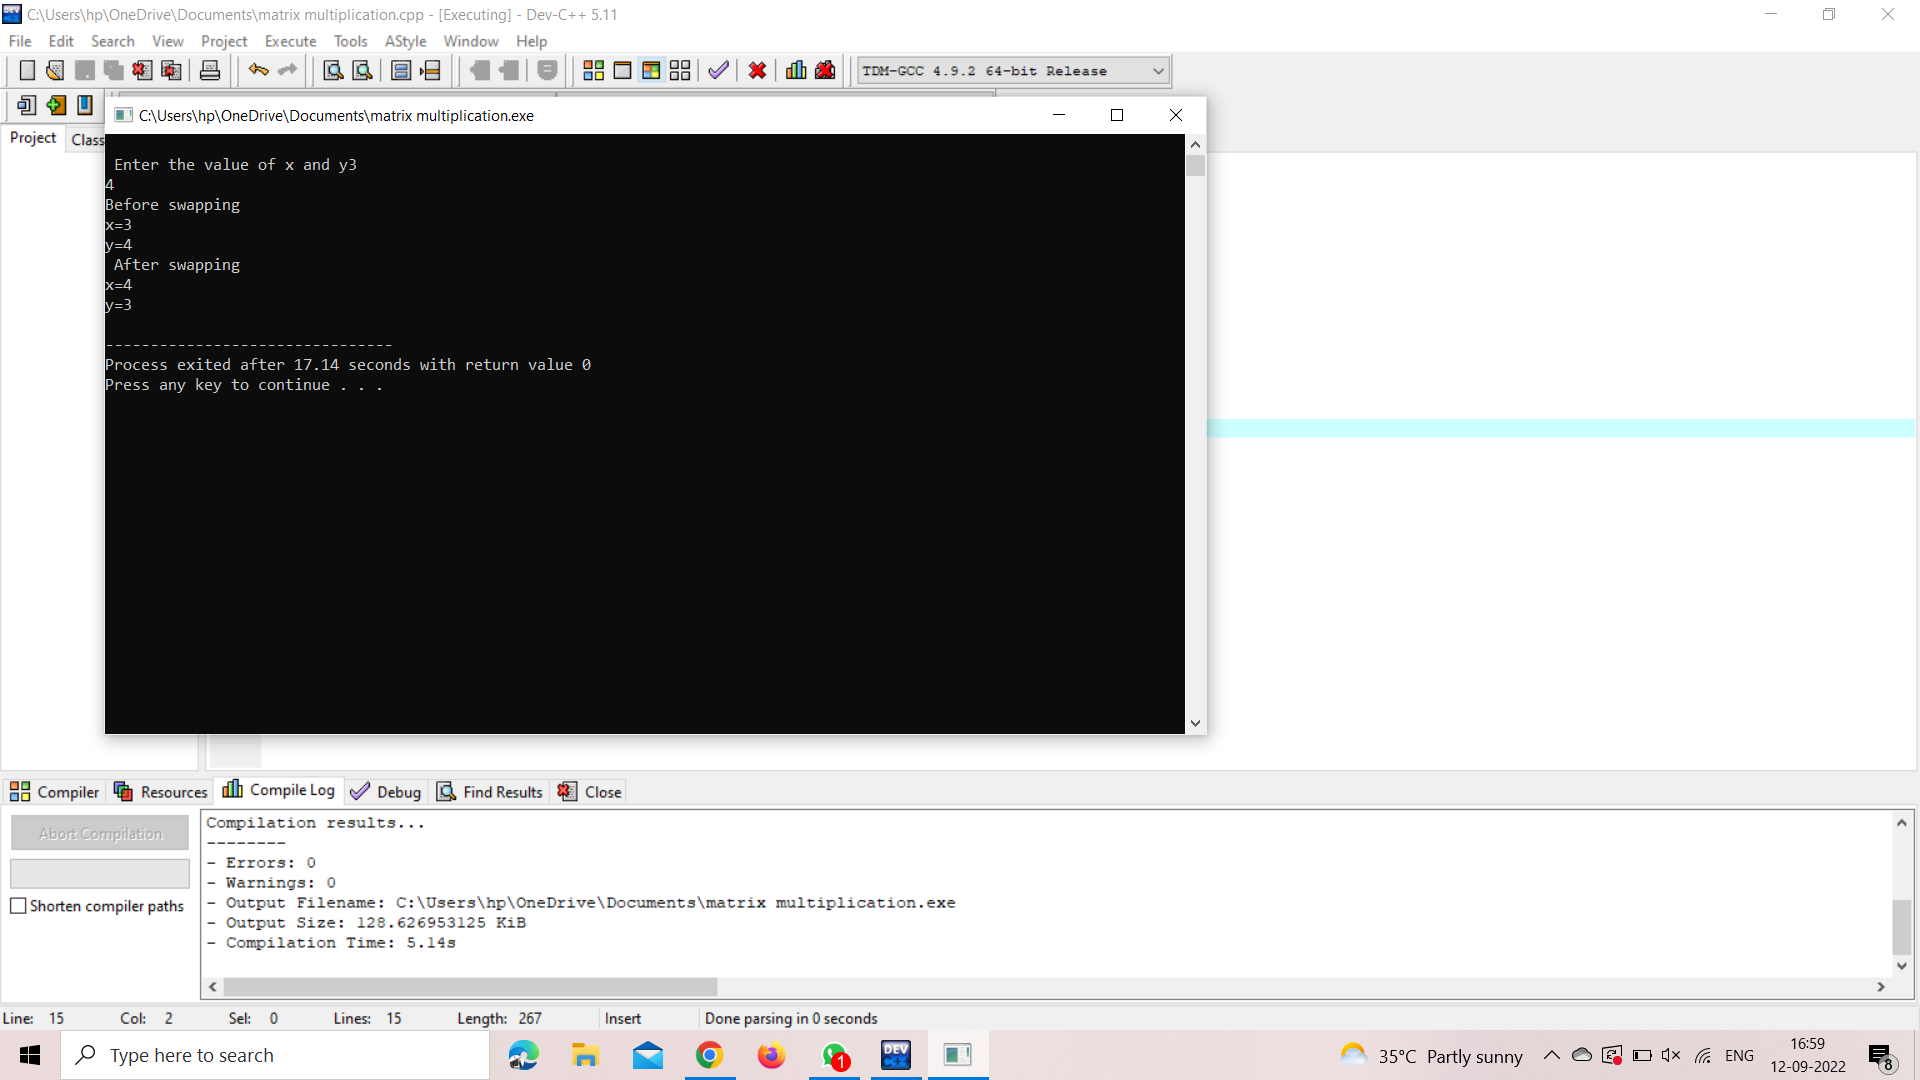 C:\Users\hp\OneDrive\Documents\matrix multiplication.cpp - [Executing] - Dev-C++ 5.11
File Edit Search View Project Execute Tools AStyle Window Help
TDM-GCC 4.9.2 64-bit Release
C:\Users\hp\OneDrive\Documents\matrix multiplication.exe
Project Class
Enter the value of x and y3
4
Before swapping
x=3
y=4
After swapping
x=4
y=3
--------------------------------
Process exited after 17.14 seconds with return value 0
Press any key to continue . . .
Compiler Resources Compile Log Debug Find Results Close
Abort Compilation
Shorten compiler paths
Compilation results...
--------
- Errors: 0
- Warnings: 0
- Output Filename: C:\Users\hp\OneDrive\Documents\matrix multiplication.exe
- Output Size: 128.626953125 KiB
- Compilation Time: 5.14s
Line: 15 Col: 2 Sel: 0 Lines: 15 Length: 267 Insert Done parsing in 0 seconds
Type here to search
1
DEV C++
35°C Partly sunny
ENG
16:59
12-09-2022
8